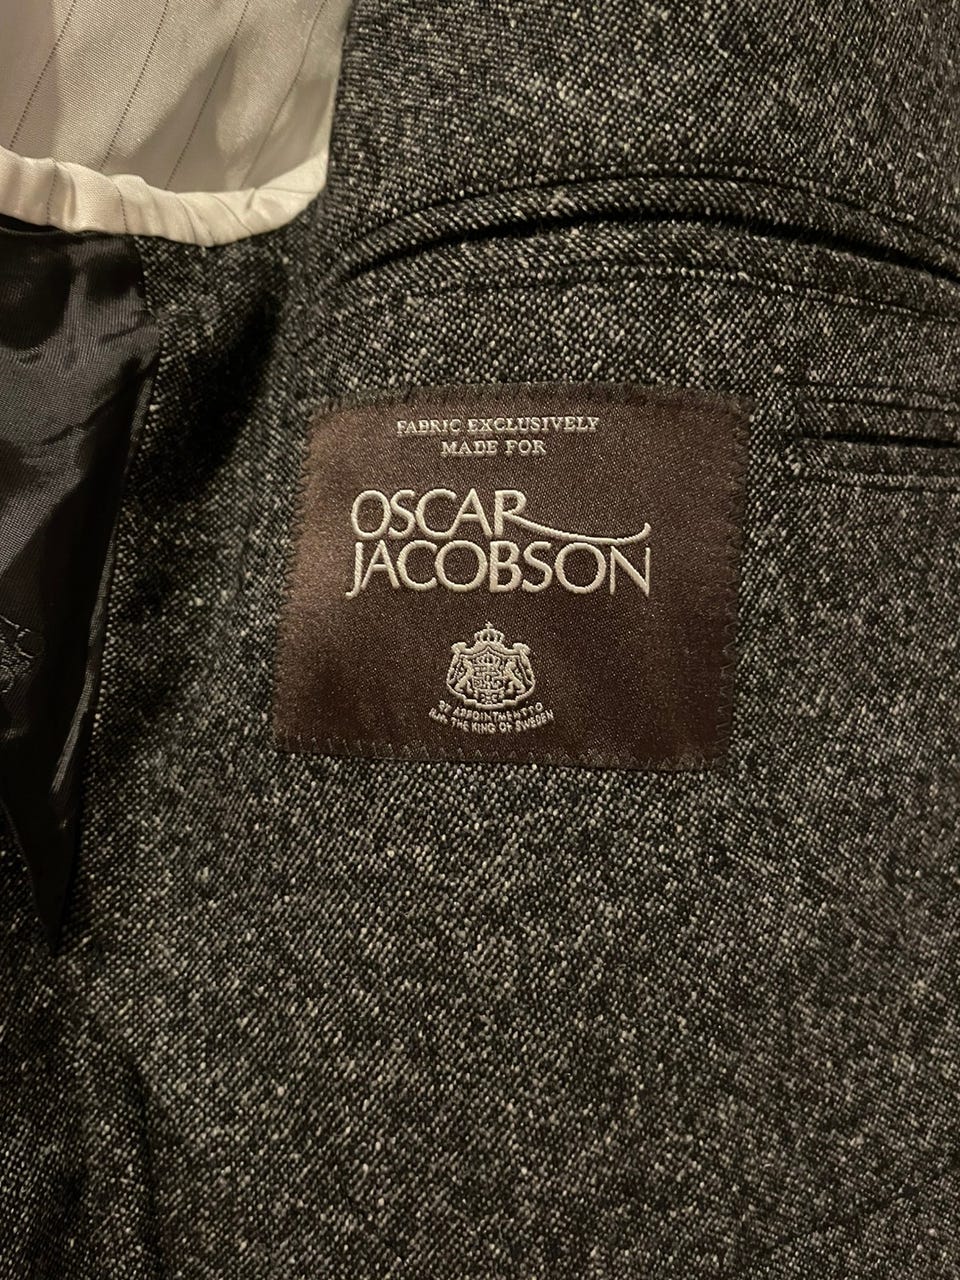 FABRIC EXCLUSIVELY
MADE FOR
OSCAR
JACOBSON
BY APPOINTMENT TO
H.M. THE KING OF SWEDEN